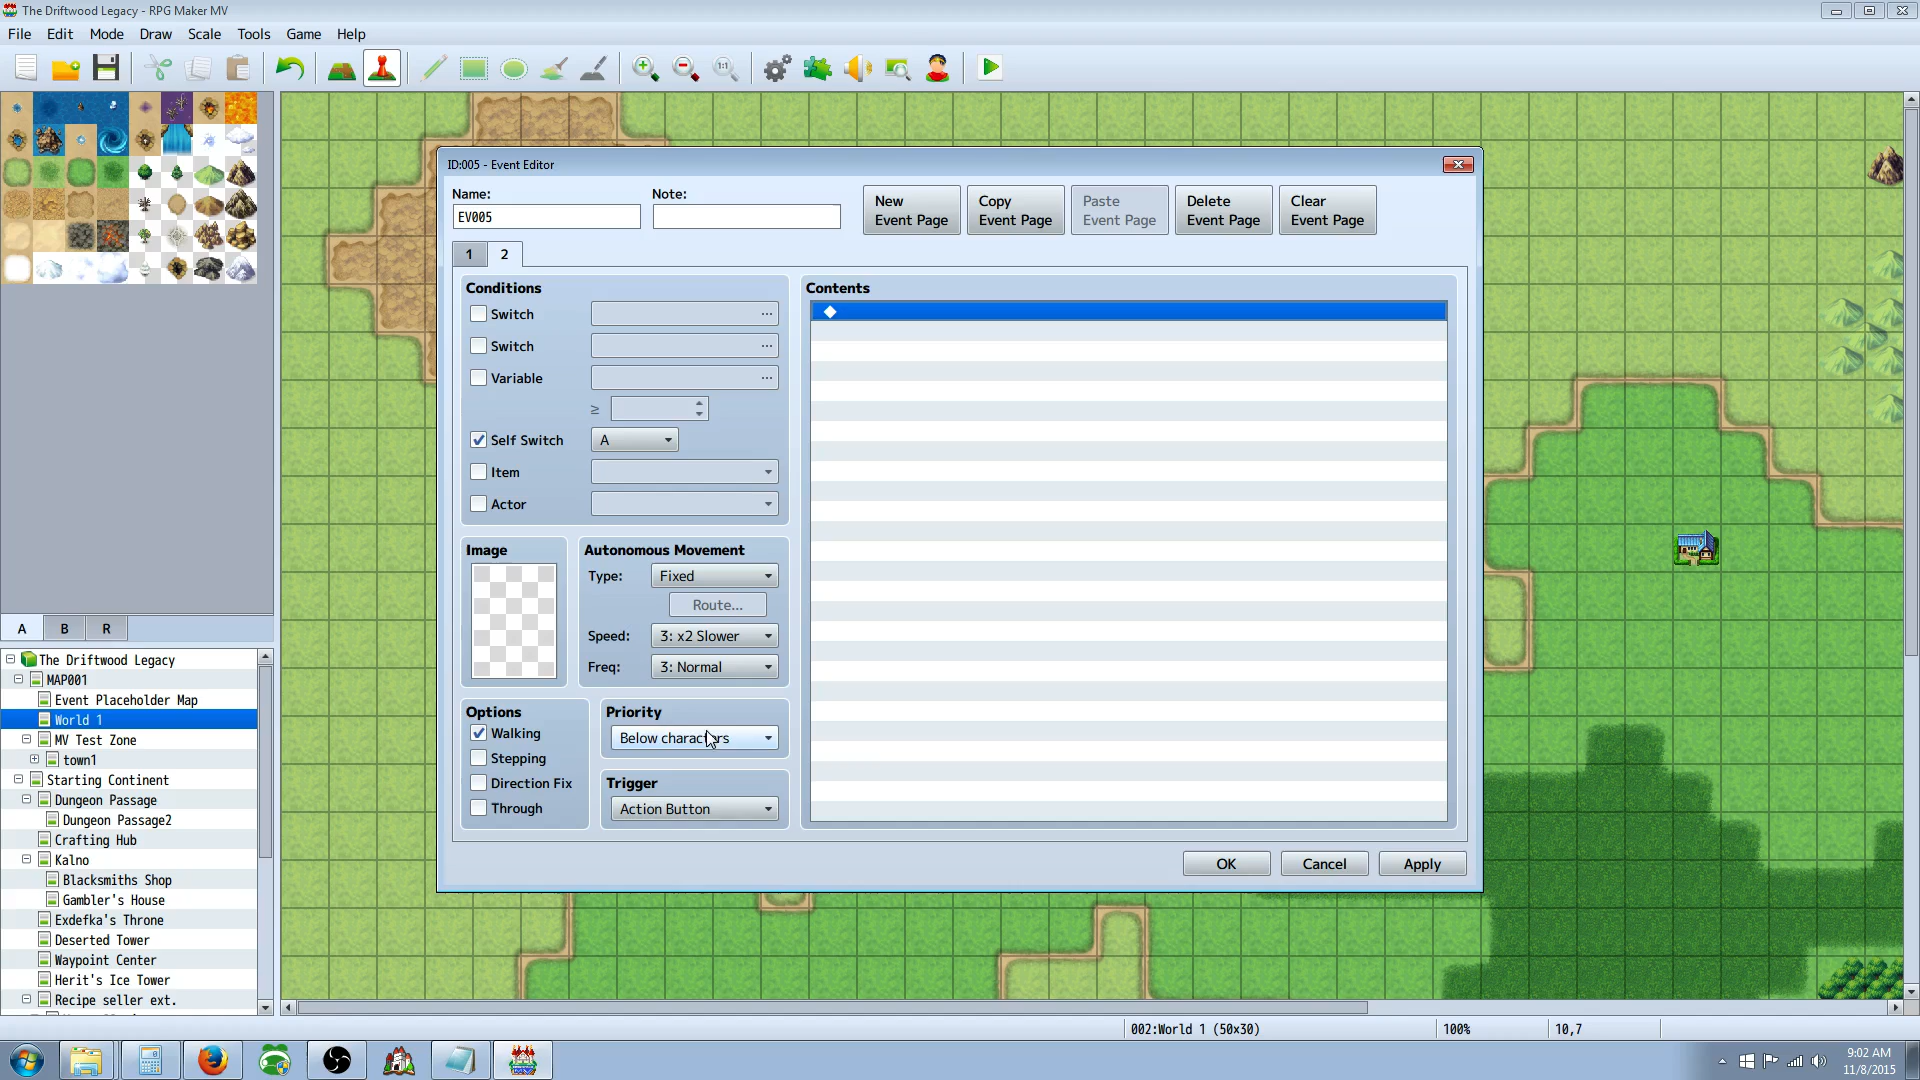 The Driftwood Legacy - RPG Maker MV
File Edit Mode Draw Scale Tools Game Help
1:1
ID:005 - Event Editor
Name: Note:
EV005
New Event Page
Copy Event Page
Paste Event Page
Delete Event Page
Clear Event Page
1 2
Conditions
Switch ...
Switch ...
Variable ...
≥
Self Switch A
Item
Actor
Image
Autonomous Movement
Type: Fixed
Route...
Speed: 3: x2 Slower
Freq: 3: Normal
Options
Walking
Stepping
Direction Fix
Through
Priority
Below characters
Trigger
Action Button
Contents
OK Cancel Apply
A B R
The Driftwood Legacy
MAP001
Event Placeholder Map
World 1
MV Test Zone
town1
Starting Continent
Dungeon Passage
Dungeon Passage2
Crafting Hub
Kalno
Blacksmiths Shop
Gambler's House
Exdefka's Throne
Deserted Tower
Waypoint Center
Herit's Ice Tower
Recipe seller ext.
002:World 1 (50x30) 100% 10,7
9:02 AM
11/8/2015